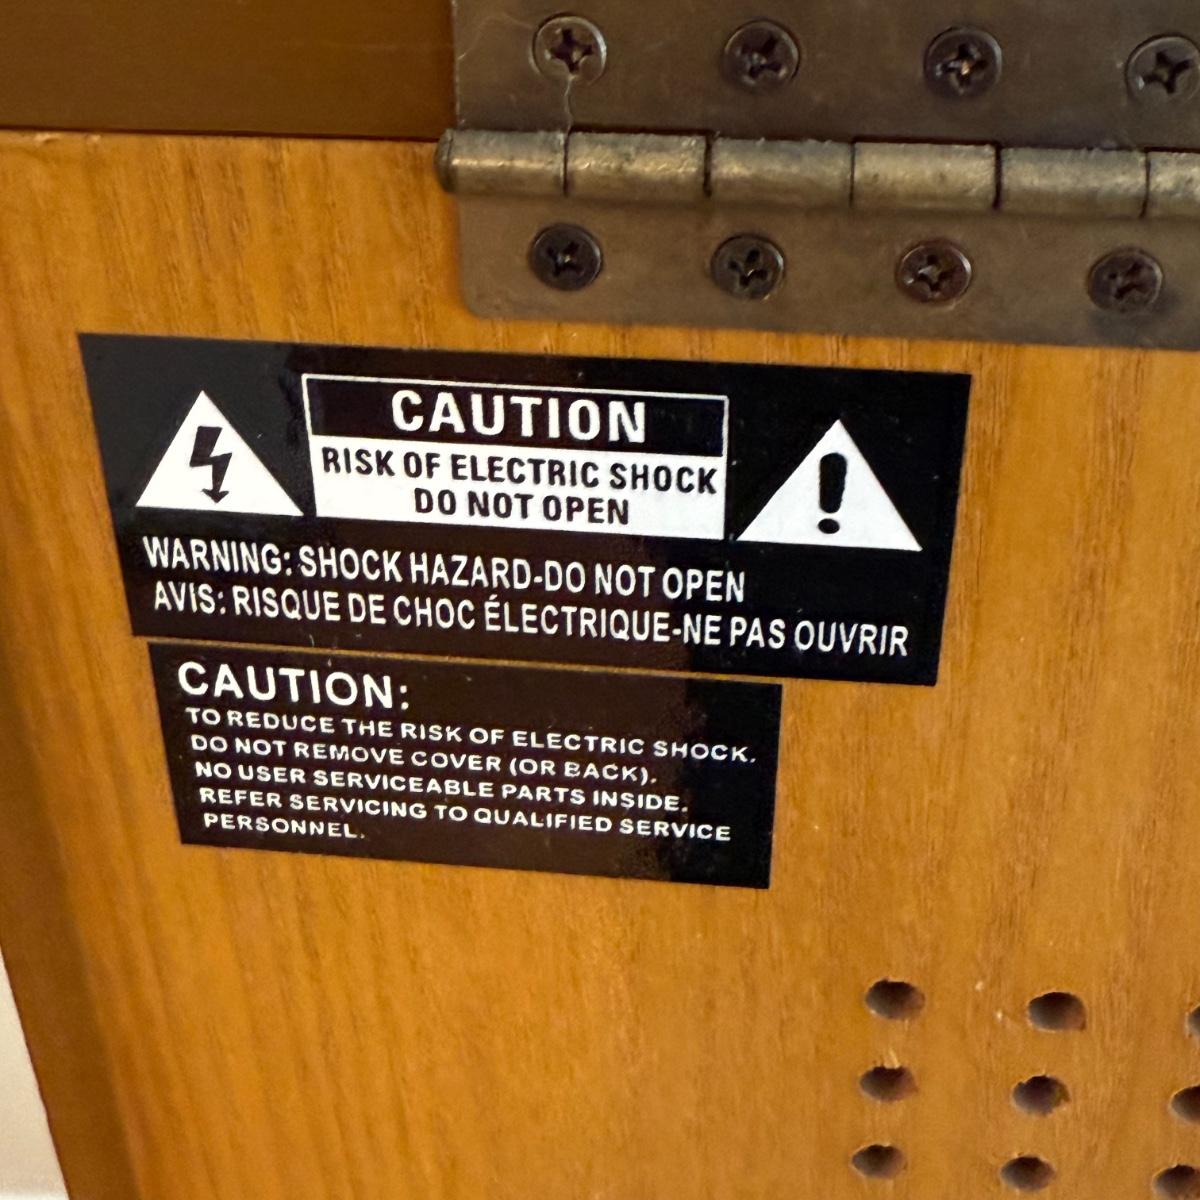 CAUTION
RISK OF ELECTRIC SHOCK
DO NOT OPEN
WARNING: SHOCK HAZARD-DO NOT OPEN
AVIS: RISQUE DE CHOC ÉLECTRIQUE-NE PAS OUVRIR
CAUTION:
TO REDUCE THE RISK OF ELECTRIC SHOCK.
DO NOT REMOVE COVER (OR BACK).
NO USER SERVICEABLE PARTS INSIDE.
REFER SERVICING TO QUALIFIED SERVICE
PERSONNEL.